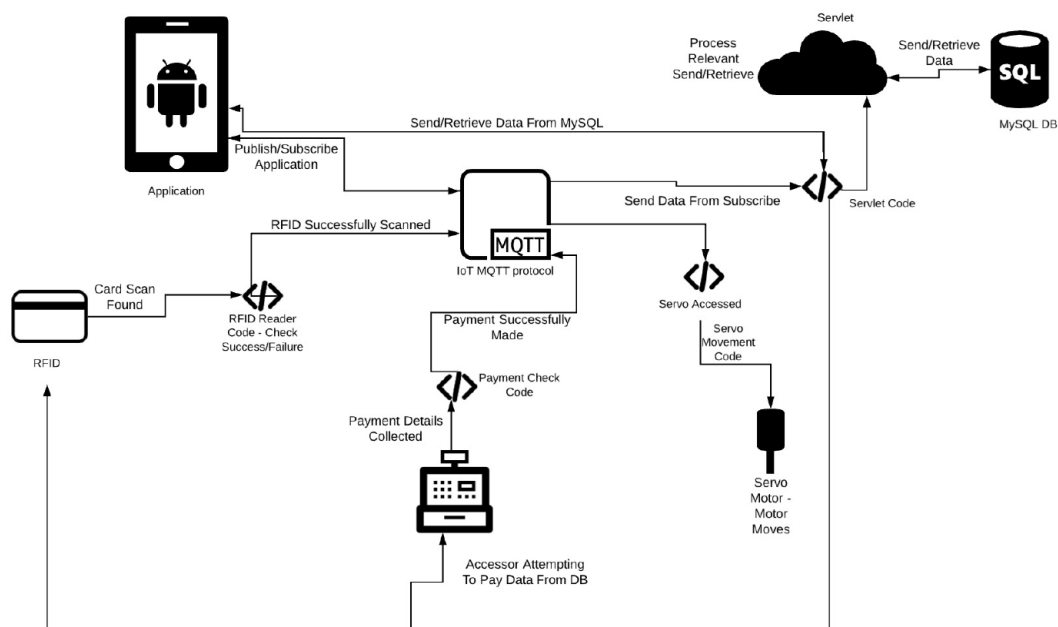 Servlet
Process
Relevant
Send/Retrieve
Send/Retrieve
Data
SQL
MySQL DB
Send/Retrieve Data From MySQL
Publish/Subscribe
Application
Application
Send Data From Subscribe
Servlet Code
RFID Successfully Scanned
MQTT
IoT MQTT protocol
Card Scan
Found
RFID Reader
Code - Check
Success/Failure
RFID
Servo Accessed
Payment Successfully
Made
Servo
Movement
Code
Payment Check
Code
Payment Details
Collected
Servo
Motor -
Motor
Moves
Accessor Attempting
To Pay Data From DB